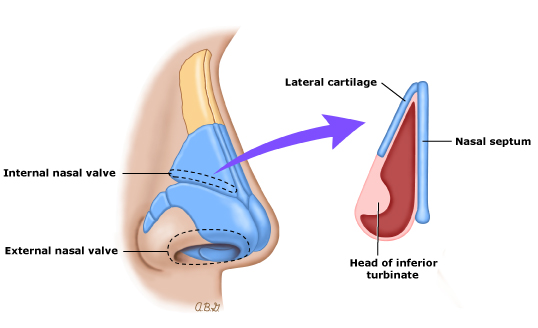 Lateral cartilage
Nasal septum
Internal nasal valve
External nasal valve
Head of inferior
turbinate